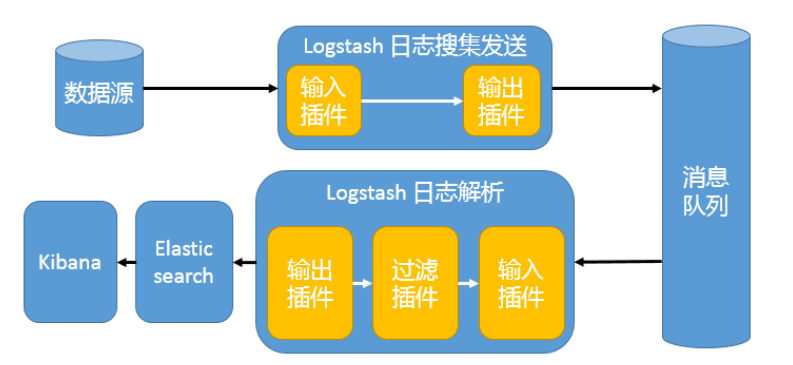 Logstash 日志搜集发送
数据源
输入
插件
输出
插件
消息
队列
Logstash 日志解析
Kibana
Elastic
search
输出
插件
过滤
插件
输入
插件